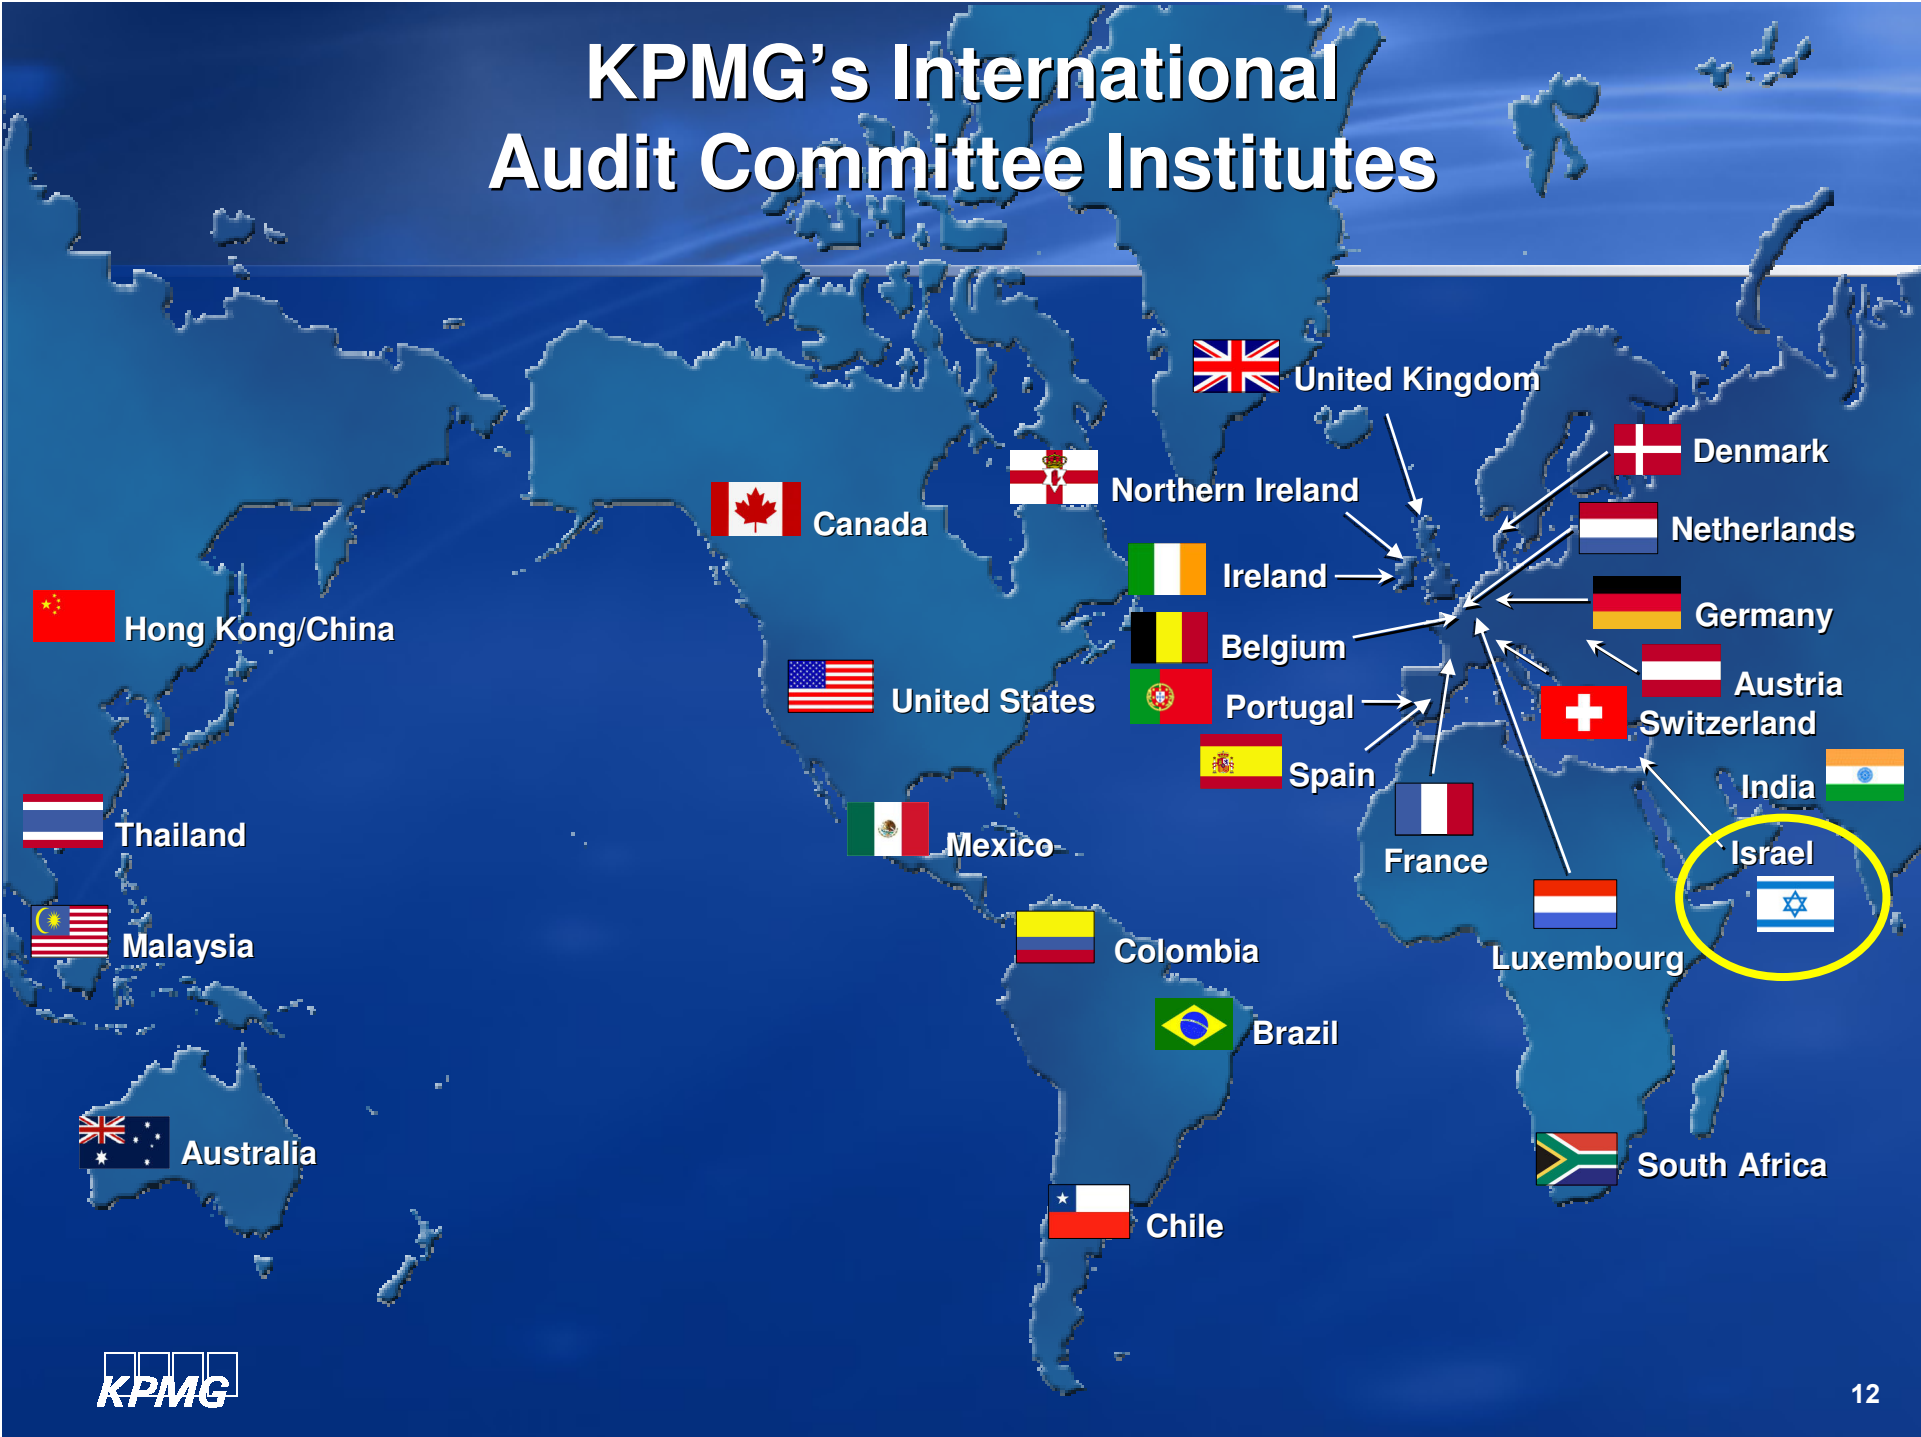 KPMG’s International
Audit Committee Institutes
United Kingdom
Denmark
Northern Ireland
Canada
Netherlands
Ireland
Germany
Hong Kong/China
Belgium
Austria
United States
Portugal
Switzerland
Spain
India
Thailand
Mexico
France
Israel
Malaysia
Colombia
Luxembourg
Brazil
Australia
South Africa
Chile
KPMG
12